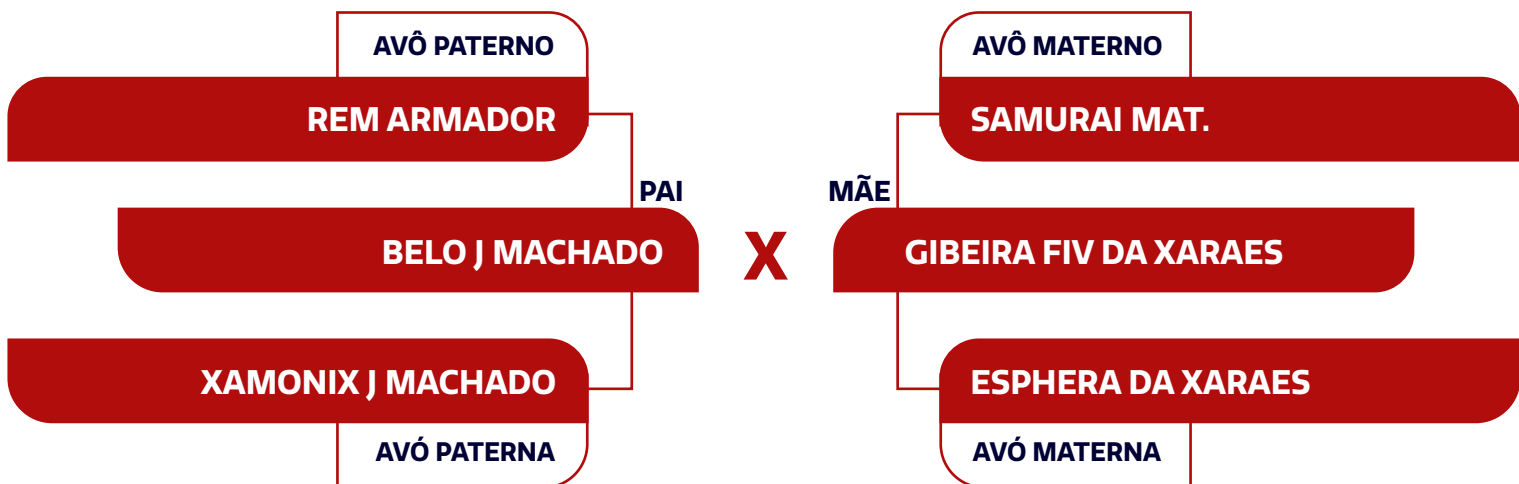 AVÔ PATERNO
REM ARMADOR
PAI
BELO J MACHADO
XAMONIX J MACHADO
AVÓ PATERNA
X
AVÔ MATERNO
SAMURAI MAT.
MÃE
GIBEIRA FIV DA XARAES
ESPHERA DA XARAES
AVÓ MATERNA